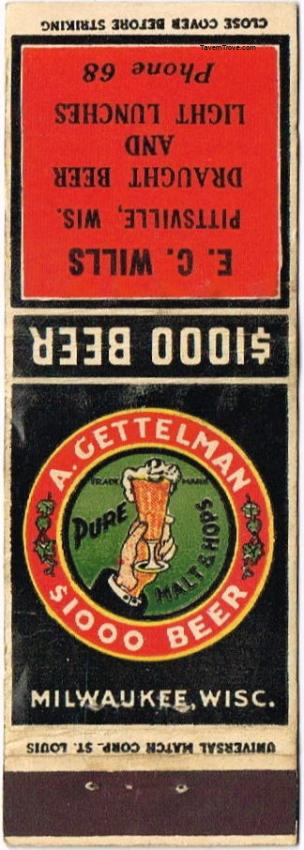 CLOSE COVER BEFORE STRIKING
TavernTrove.com
E. C. WILLS
PITTSVILLE, WIS.
DRAUGHT BEER
AND
LIGHT LUNCHES
Phone 68
$1000 BEER
A. GETTELMAN
TRADE MARK
PURE
MALT & HOPS
$1000 BEER
MILWAUKEE, WISC.
UNIVERSAL MATCH CORP. ST. LOUIS